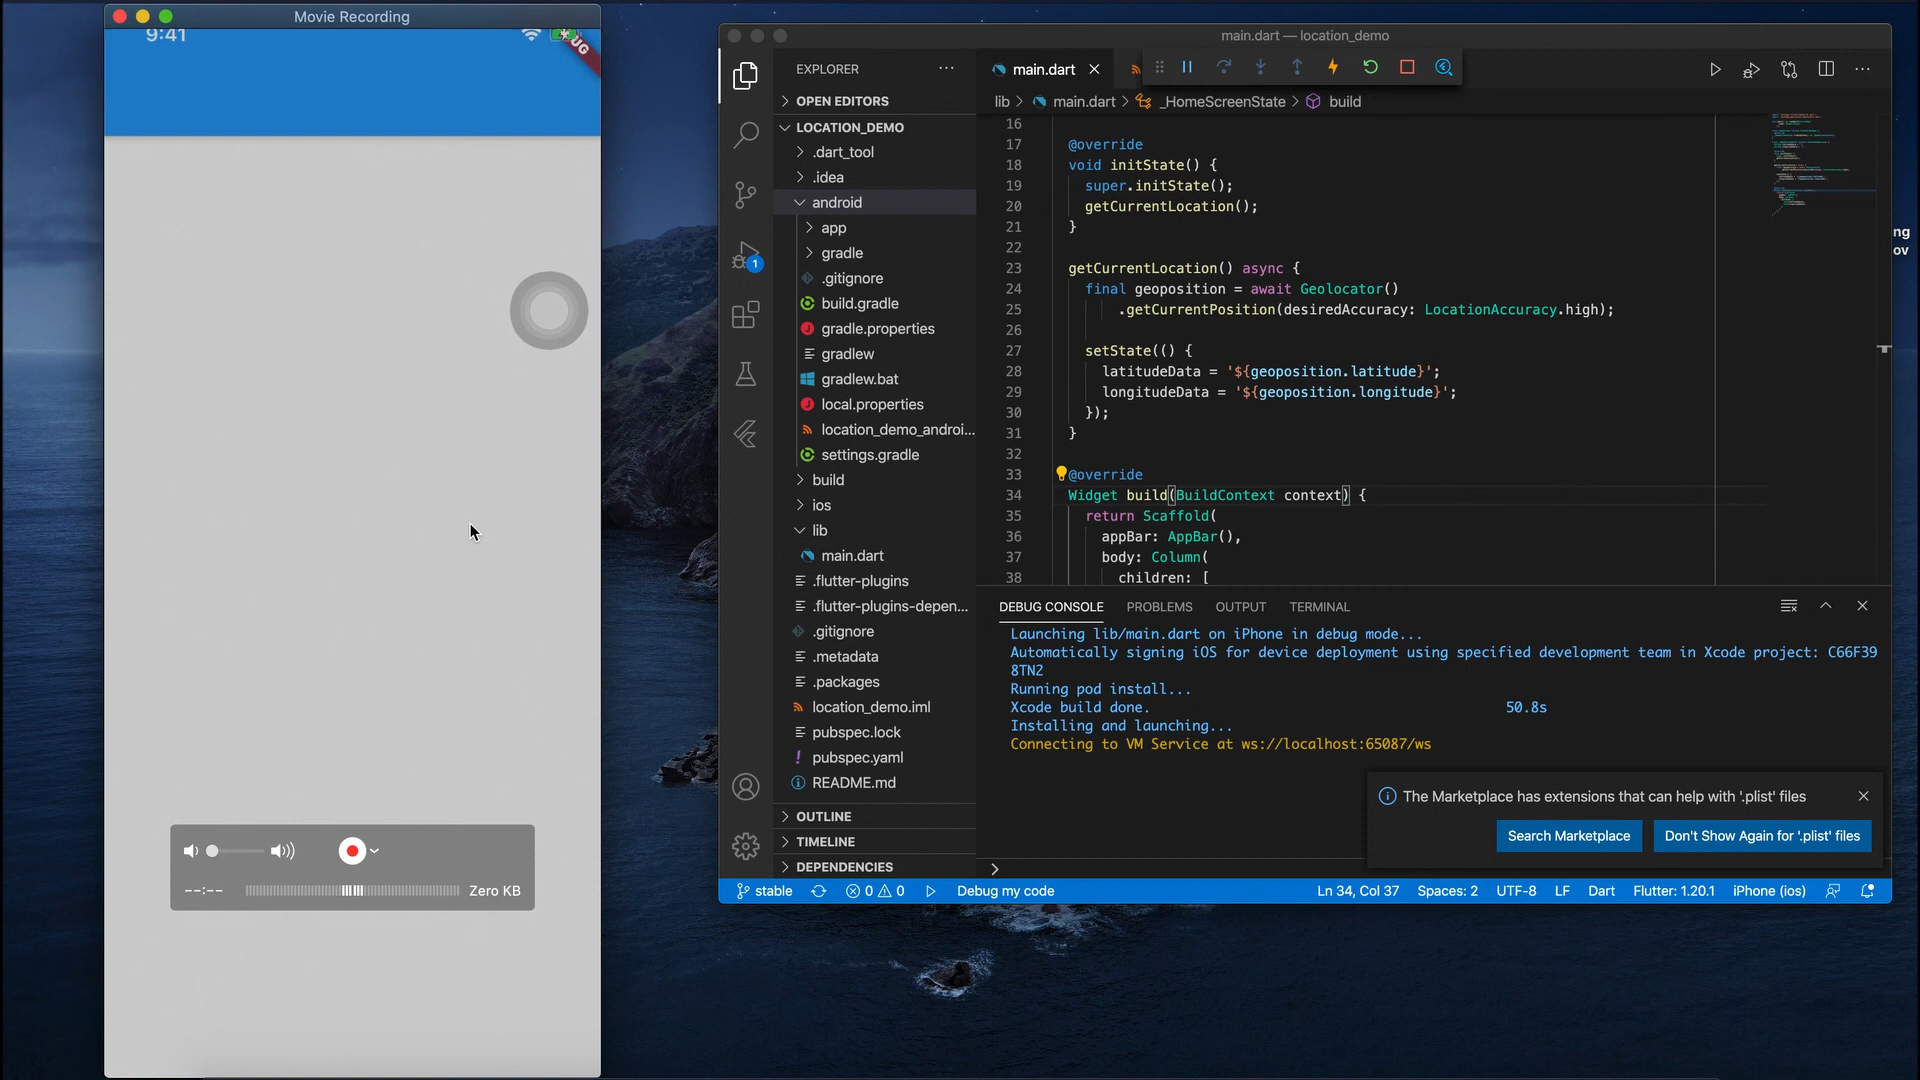 Movie Recording
9:41
UG
--:--
Zero KB
main.dart — location_demo
EXPLORER
OPEN EDITORS
LOCATION_DEMO
.dart_tool
.idea
android
app
gradle
.gitignore
build.gradle
gradle.properties
gradlew
gradlew.bat
local.properties
location_demo_androi...
settings.gradle
build
ios
lib
main.dart
.flutter-plugins
.flutter-plugins-depen...
.gitignore
.metadata
.packages
location_demo.iml
pubspec.lock
pubspec.yaml
README.md
OUTLINE
TIMELINE
DEPENDENCIES
1
main.dart
lib > main.dart > _HomeScreenState > build
16
17 @override
18 void initState() {
19 super.initState();
20 getCurrentLocation();
21 }
22
23 getCurrentLocation() async {
24 final geoposition = await Geolocator()
25 .getCurrentPosition(desiredAccuracy: LocationAccuracy.high);
26
27 setState(() {
28 latitudeData = '${geoposition.latitude}';
29 longitudeData = '${geoposition.longitude}';
30 });
31 }
32
33 @override
34 Widget build(BuildContext context) {
35 return Scaffold(
36 appBar: AppBar(),
37 body: Column(
38 children: [
DEBUG CONSOLE PROBLEMS OUTPUT TERMINAL
Launching lib/main.dart on iPhone in debug mode...
Automatically signing iOS for device deployment using specified development team in Xcode project: C66F39
8TN2
Running pod install...
Xcode build done. 50.8s
Installing and launching...
Connecting to VM Service at ws://localhost:65087/ws
The Marketplace has extensions that can help with '.plist' files
Search Marketplace
Don't Show Again for '.plist' files
stable 0 0 Debug my code Ln 34, Col 37 Spaces: 2 UTF-8 LF Dart Flutter: 1.20.1 iPhone (ios)
ng
ov